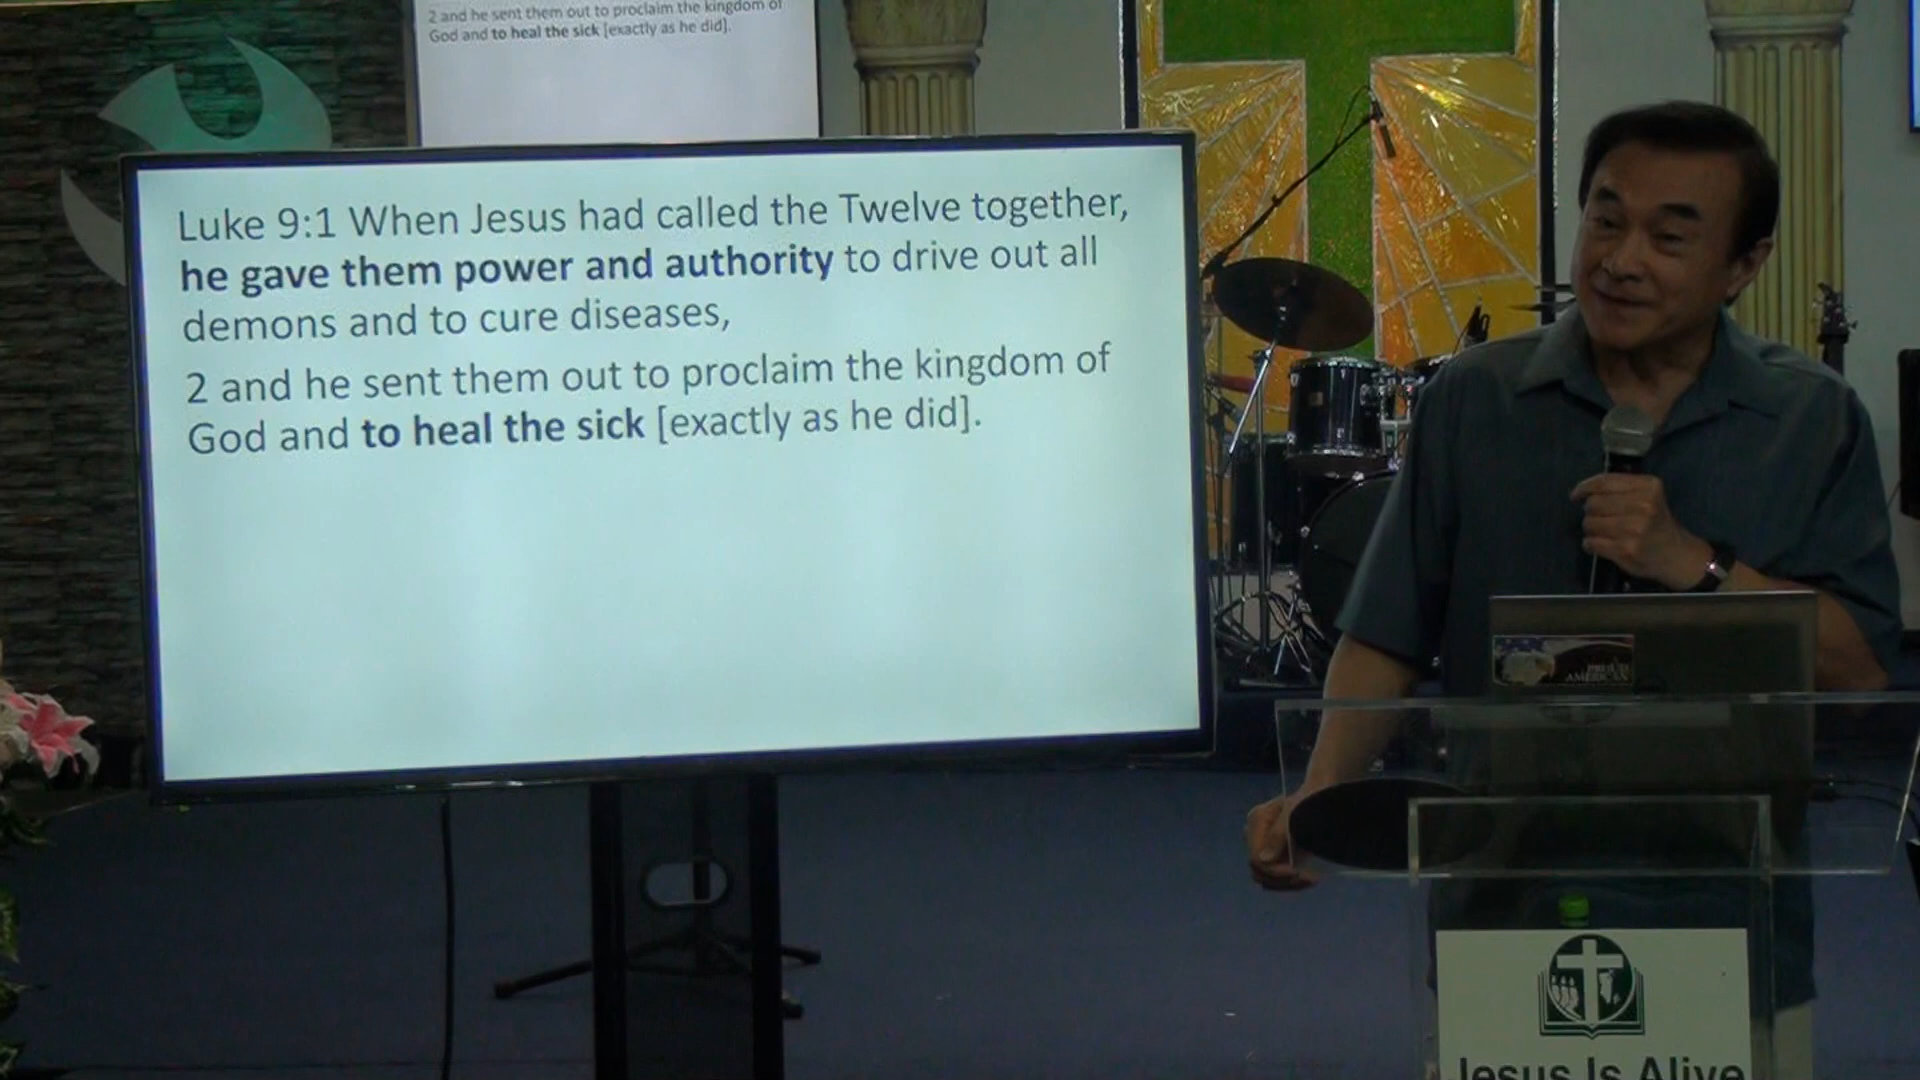 2 and he sent them out to proclaim the kingdom of
God and to heal the sick [exactly as he did].
Luke 9:1 When Jesus had called the Twelve together,
he gave them power and authority to drive out all
demons and to cure diseases,
2 and he sent them out to proclaim the kingdom of
God and to heal the sick [exactly as he did].
PROUD
AMERICAN
Jesus Is Alive